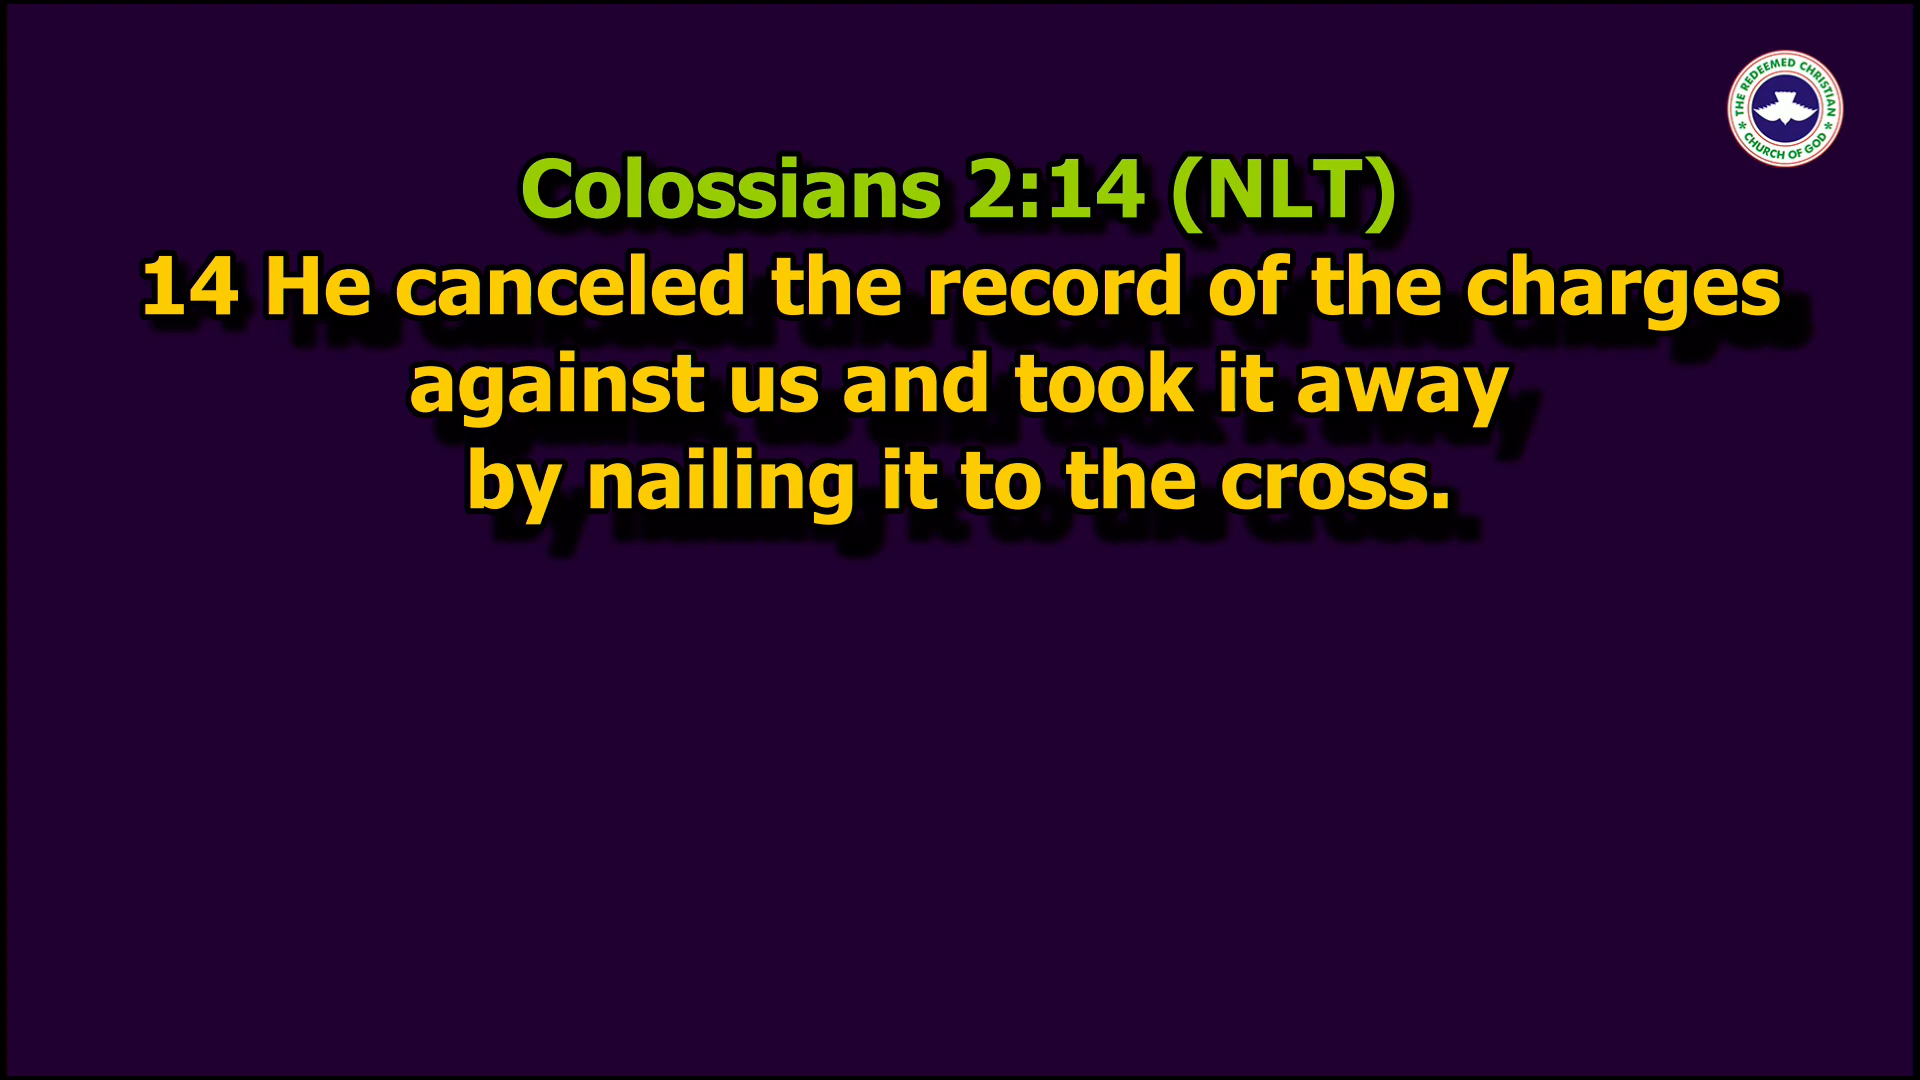 THE REDEEMED CHRISTIAN
CHURCH OF GOD
Colossians 2:14 (NLT)
14 He canceled the record of the charges
against us and took it away
by nailing it to the cross.